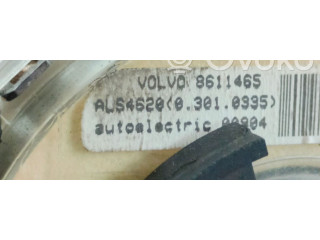 VOLVO 8611465
ALS4620(0.301.0335)
autoelectric 00904